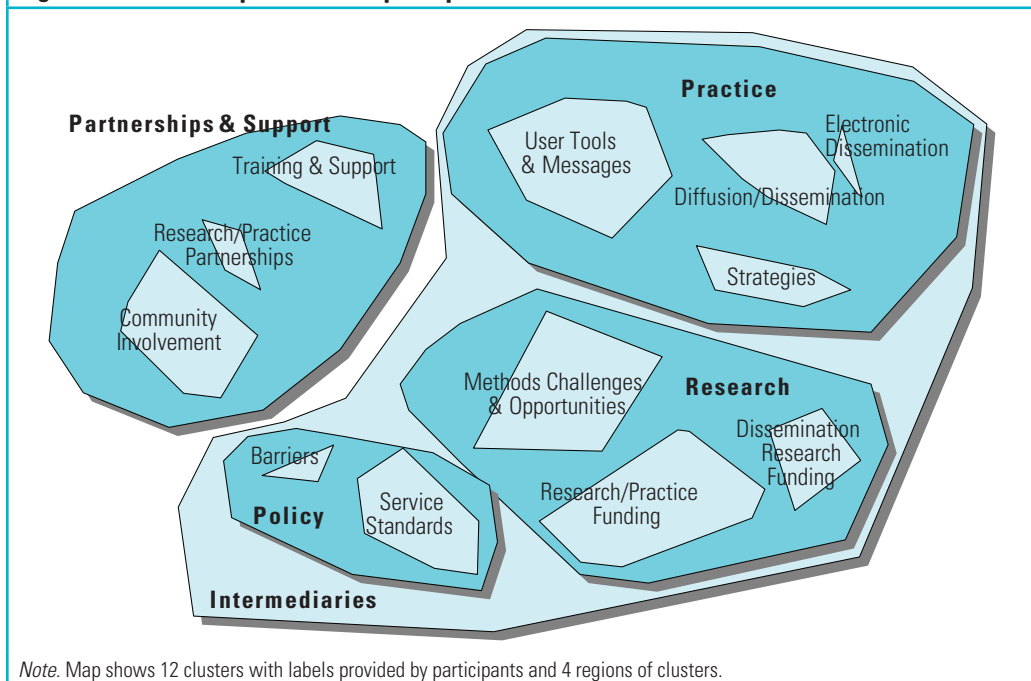 Partnerships & Support
Training & Support
Research/Practice
Partnerships
Community
Involvement
Practice
User Tools
& Messages
Electronic
Dissemination
Diffusion/Dissemination
Strategies
Methods Challenges
& Opportunities
Research
Dissemination
Research
Funding
Research/Practice
Funding
Barriers
Policy
Service
Standards
Intermediaries
Note. Map shows 12 clusters with labels provided by participants and 4 regions of clusters.